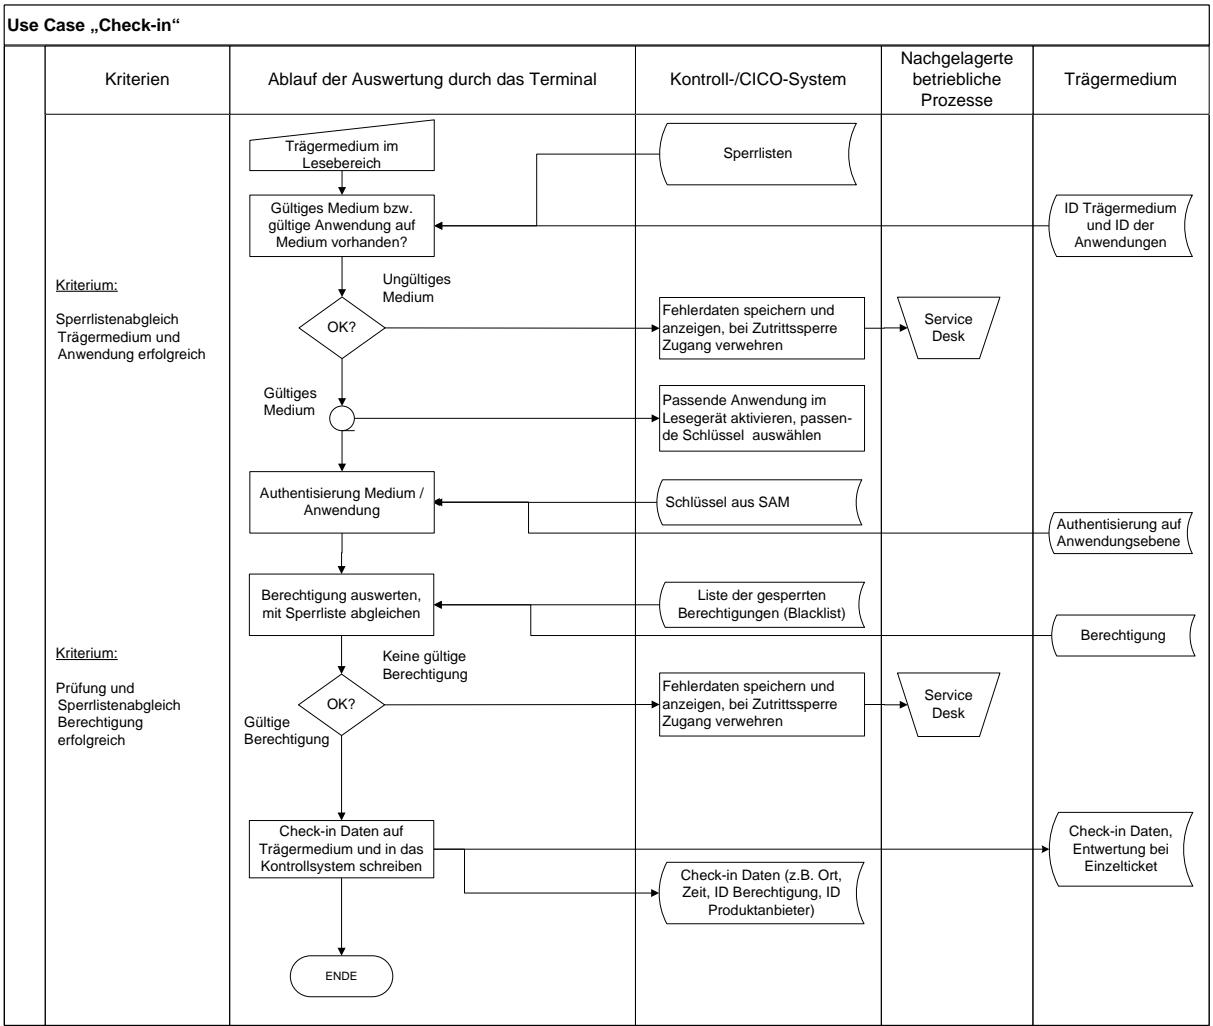 Use Case „Check-in“
Kriterien
Ablauf der Auswertung durch das Terminal
Kontroll-/CICO-System
Nachgelagerte
betriebliche
Prozesse
Trägermedium
Trägermedium im
Lesebereich
Sperrlisten
Gültiges Medium bzw.
gültige Anwendung auf
Medium vorhanden?
ID Trägermedium
und ID der
Anwendungen
Kriterium:
Sperrlistenabgleich
Trägermedium und
Anwendung erfolgreich
Ungültiges
Medium
OK?
Fehlerdaten speichern und
anzeigen, bei Zutrittssperre
Zugang verwehren
Service
Desk
Gültiges
Medium
Passende Anwendung im
Lesegerät aktivieren, passen-
de Schlüssel auswählen
Authentisierung Medium /
Anwendung
Schlüssel aus SAM
Authentisierung auf
Anwendungsebene
Berechtigung auswerten,
mit Sperrliste abgleichen
Liste der gesperrten
Berechtigungen (Blacklist)
Berechtigung
Kriterium:
Prüfung und
Sperrlistenabgleich
Berechtigung
erfolgreich
Keine gültige
Berechtigung
OK?
Gültige
Berechtigung
Fehlerdaten speichern und
anzeigen, bei Zutrittssperre
Zugang verwehren
Service
Desk
Check-in Daten auf
Trägermedium und in das
Kontrollsystem schreiben
Check-in Daten,
Entwertung bei
Einzelticket
Check-in Daten (z.B. Ort,
Zeit, ID Berechtigung, ID
Produktanbieter)
ENDE